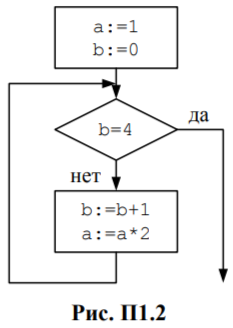 a:=1
b:=0
b=4
да
нет
b:=b+1
a:=a*2
Рис. П1.2